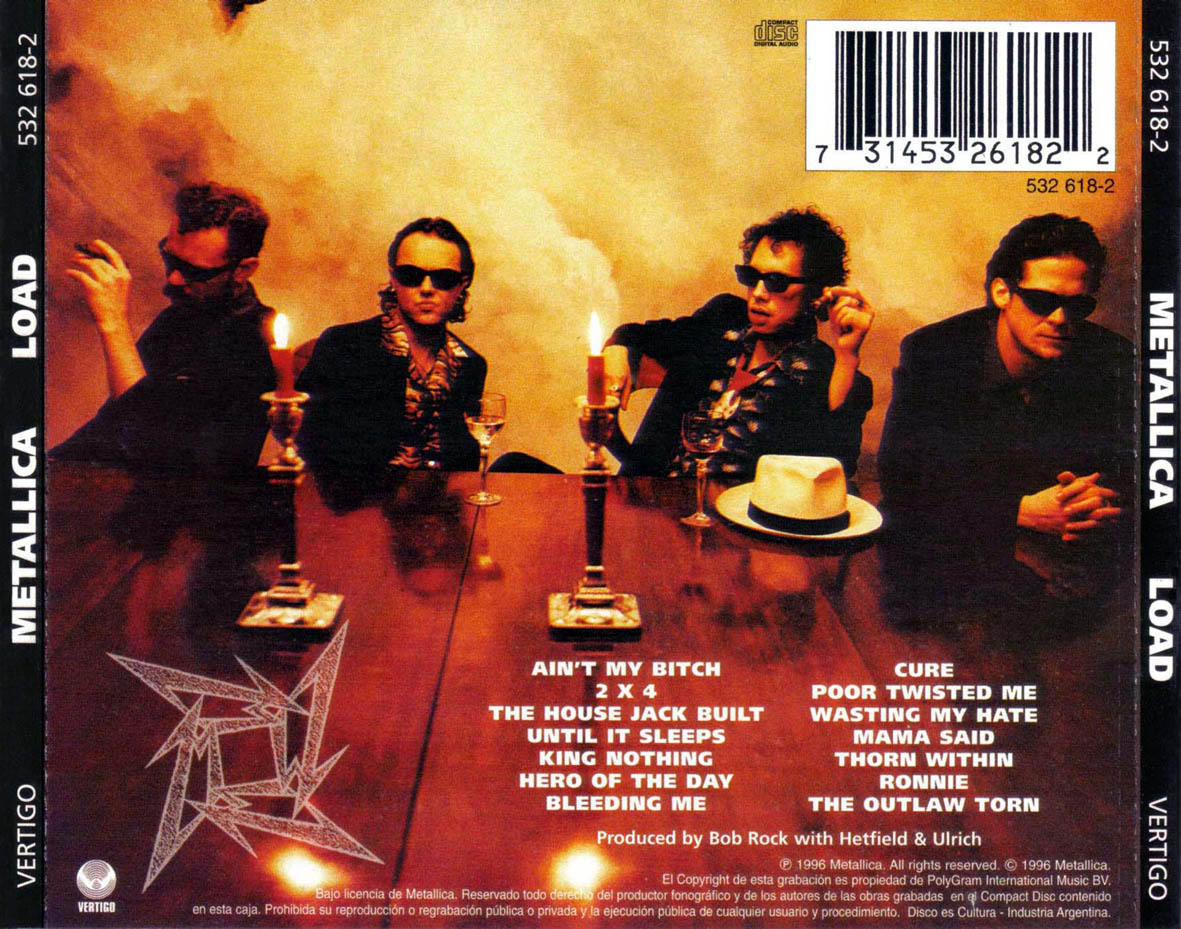 532 618-2
LOAD
METALLICA
VERTIGO
COMPACT
disc
DIGITAL AUDIO
7 31453 26182 2
532 618-2
AIN'T MY BITCH
2 X 4
THE HOUSE JACK BUILT
UNTIL IT SLEEPS
KING NOTHING
HERO OF THE DAY
BLEEDING ME
CURE
POOR TWISTED ME
WASTING MY HATE
MAMA SAID
THORN WITHIN
RONNIE
THE OUTLAW TORN
Produced by Bob Rock with Hetfield & Ulrich
℗ 1996 Metallica. All rights reserved. © 1996 Metallica.
El Copyright de esta grabación es propiedad de PolyGram International Music BV.
Bajo licencia de Metallica. Reservado todo derecho del productor fonográfico y de los autores de las obras grabadas en el Compact Disc contenido
en esta caja. Prohibida su reproducción o regrabación pública o privada y la ejecución pública de cualquier usuario y procedimiento. Disco es Cultura - Industria Argentina.
VERTIGO
532 618-2
METALLICA
LOAD
VERTIGO